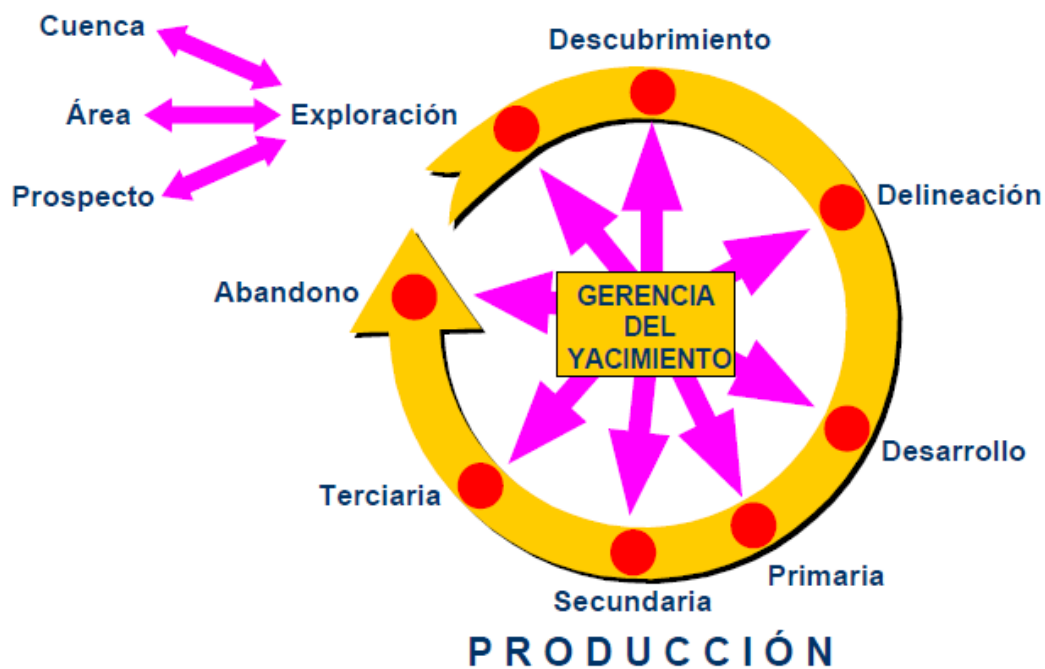 Cuenca
Descubrimiento
Área
Exploración
Prospecto
Delineación
Abandono
GERENCIA
DEL
YACIMIENTO
Desarrollo
Terciaria
Primaria
Secundaria
PRODUCCIÓN